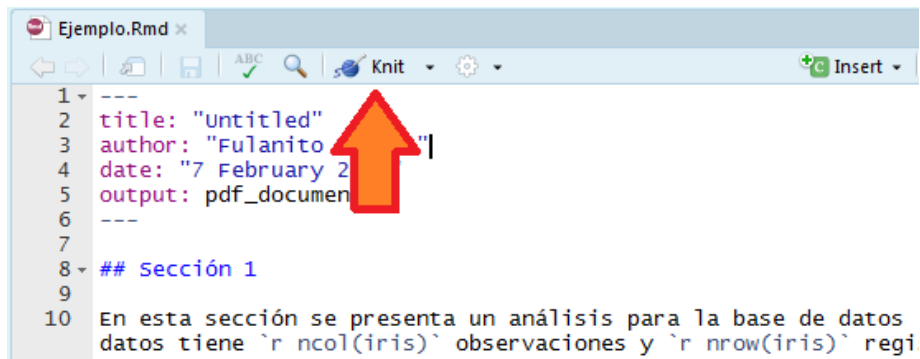 Ejemplo.Rmd
ABC Knit Insert
1 ---
2 title: "Untitled"
3 author: "Fulanito "
4 date: "7 February 2
5 output: pdf_documen
6 ---
7
8 ## Sección 1
9
10 En esta sección se presenta un análisis para la base de datos
datos tiene `r ncol(iris)` observaciones y `r nrow(iris)` regi